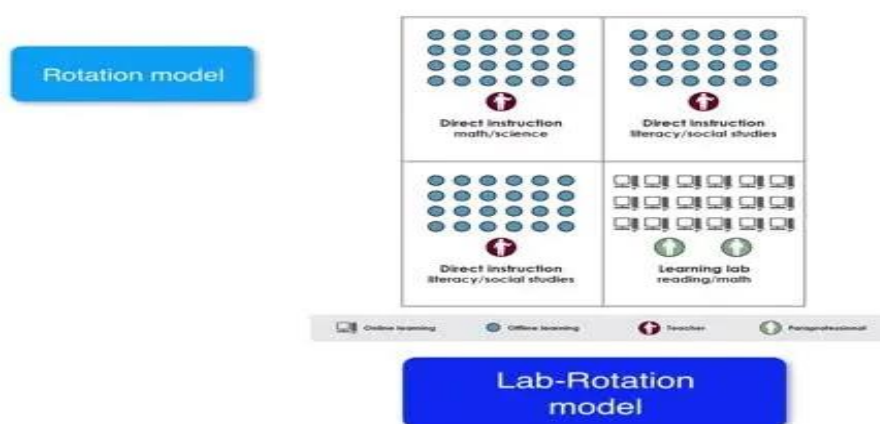 Rotation model
Direct instruction
math/science
Direct instruction
literacy/social studies
Direct instruction
literacy/social studies
Learning lab
reading/math
Online learning
Offline learning
Teacher
Paraprofessional
Lab-Rotation
model